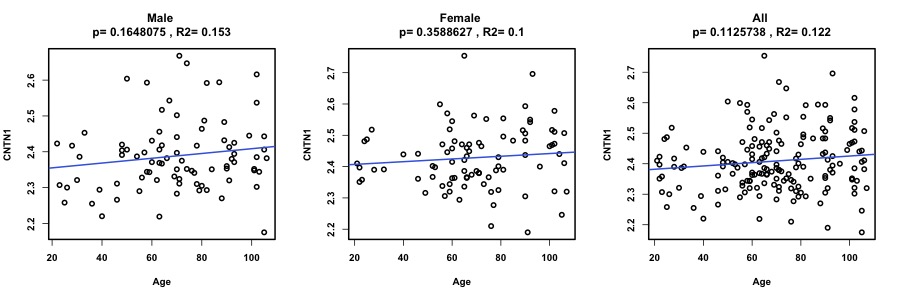 Male
p= 0.1648075 , R2= 0.153
CNTN1
2.6
2.5
2.4
2.3
2.2
20 40 60 80 100
Age
Female
p= 0.3588627 , R2= 0.1
CNTN1
2.7
2.6
2.5
2.4
2.3
2.2
20 40 60 80 100
Age
All
p= 0.1125738 , R2= 0.122
CNTN1
2.7
2.6
2.5
2.4
2.3
2.2
20 40 60 80 100
Age